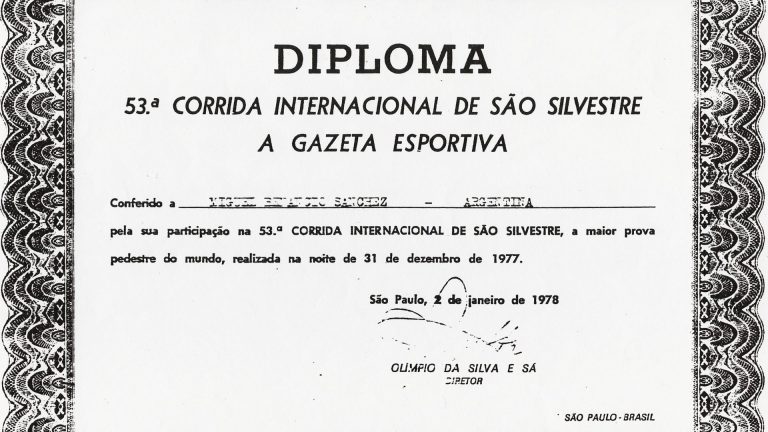 DIPLOMA
53.ª CORRIDA INTERNACIONAL DE SÃO SILVESTRE
A GAZETA ESPORTIVA
Conferido a MIGUEL BENANCIO SANCHEZ – ARGENTINA
pela sua participação na 53.ª CORRIDA INTERNACIONAL DE SÃO SILVESTRE, a maior prova
pedestre do mundo, realizada na noite de 31 de dezembro de 1977.
São Paulo, 2 de janeiro de 1978
OLIMPIO DA SILVA E SÁ
DIRETOR
SÃO PAULO - BRASIL